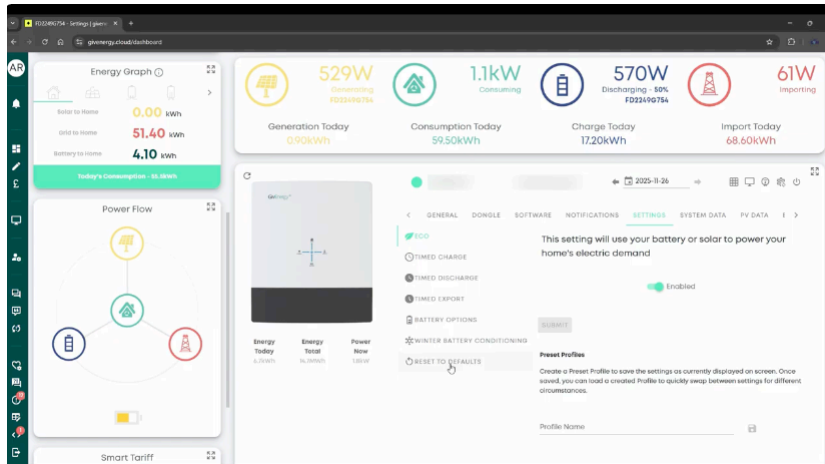 FD2249G754 - Settings | givene
givenergy.cloud/dashboard
AR
Energy Graph
Solar to Home 0.00 kWh
Grid to Home 51.40 kWh
Battery to Home 4.10 kWh
Power Flow
Smart Tariff
529W
Generating
FD2249G754
Generation Today
0.90kWh
1.1kW
Consuming
Consumption Today
59.50kWh
570W
Discharging - 50%
FD2249G754
Charge Today
17.20kWh
61W
Importing
Import Today
68.60kWh
2025-11-26
GENERAL DONGLE SOFTWARE NOTIFICATIONS SETTINGS SYSTEM DATA PV DATA
ECO
TIMED CHARGE
TIMED DISCHARGE
TIMED EXPORT
BATTERY OPTIONS
WINTER BATTERY CONDITIONING
RESET TO DEFAULTS
Energy Today
Energy Total
Power Now
This setting will use your battery or solar to power your
home's electric demand
Enabled
SUBMIT
Preset Profiles
Create a Preset Profile to save the settings as currently displayed on screen. Once
saved, you can load a created Profile to quickly swap between settings for different
circumstances.
Profile Name